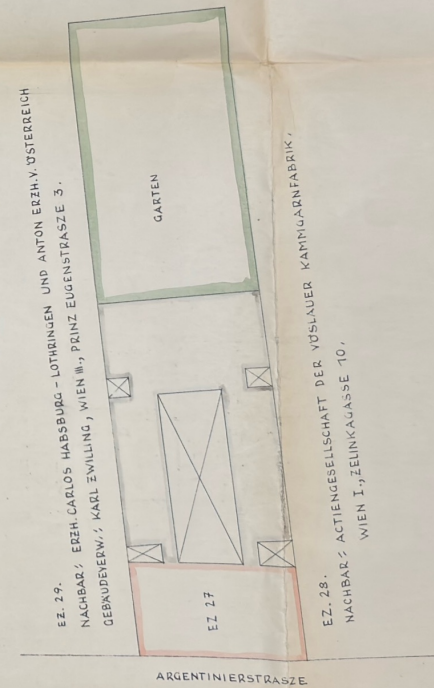 EZ. 29.
NACHBAR: ERZH. CARLOS HABSBURG-LOTHRINGEN UND ANTON ERZH. V. ÖSTERREICH
GEBÄUDEVERW.: KARL ZWILLING, WIEN III., PRINZ EUGENSTRASZE 3.
GARTEN
EZ 27
EZ. 28.
NACHBAR: ACTIENGESELLSCHAFT DER VÖSLAUER KAMMGARNFABRIK,
WIEN I., ZELINKAGASSE 10.
ARGENTINIERSTRASZE